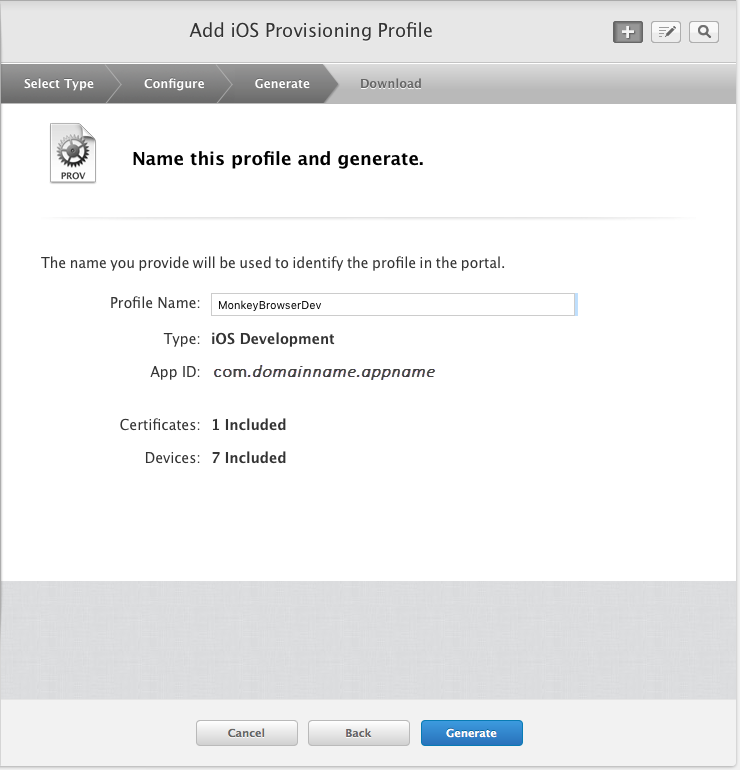 Add iOS Provisioning Profile
Select Type Configure Generate Download
PROV
Name this profile and generate.
The name you provide will be used to identify the profile in the portal.
Profile Name: MonkeyBrowserDev
Type: iOS Development
App ID: com.domainname.appname
Certificates: 1 Included
Devices: 7 Included
Cancel Back Generate